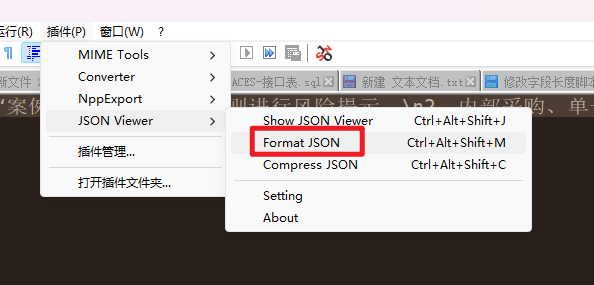 运行(R) 插件(P) 窗口(W) ?
MIME Tools
Converter
NppExport
JSON Viewer
插件管理...
打开插件文件夹...
新文件
ACES-接口表.sql
新建 文本文档.txt
修改字段长度脚本
"案例
则进行风险提示。\n2、内部采购、单一
Show JSON Viewer Ctrl+Alt+Shift+J
Format JSON Ctrl+Alt+Shift+M
Compress JSON Ctrl+Alt+Shift+C
Setting
About